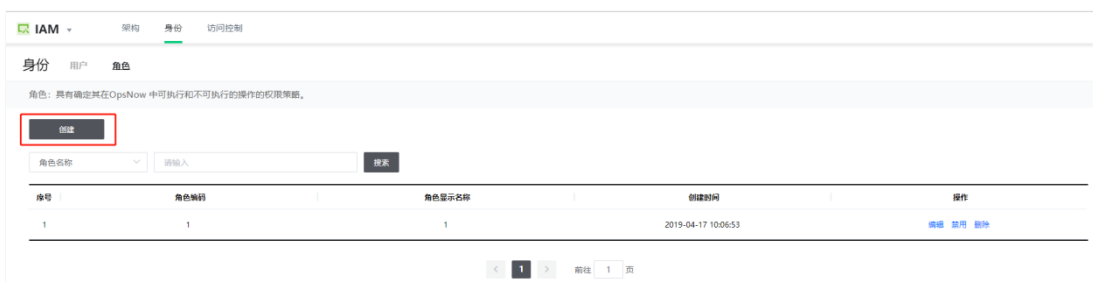 IAM 架构 身份 访问控制
身份 用户 角色
角色：具有确定其在OpsNow 中可执行和不可执行的操作的权限策略。
创建
角色名称 请输入 搜索
序号 角色编码 角色显示名称 创建时间 操作
1 1 1 2019-04-17 10:06:53 编辑 禁用 删除
< 1 > 前往 1 页